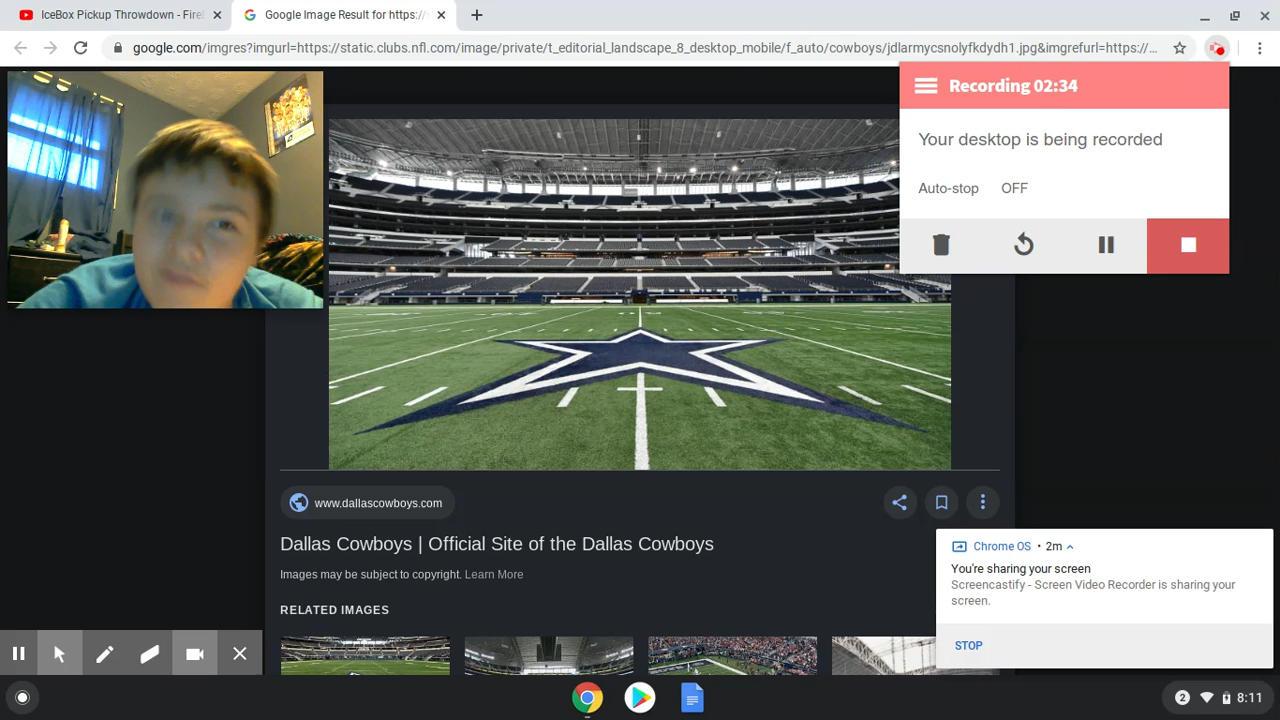 IceBox Pickup Throwdown - Fire
Google Image Result for https://
google.com/imgres?imgurl=https://static.clubs.nfl.com/image/private/t_editorial_landscape_8_desktop_mobile/f_auto/cowboys/jdlarmycsnolyfkdydh1.jpg&imgrefurl=https://...
Recording 02:34
Your desktop is being recorded
Auto-stop OFF
www.dallascowboys.com
Dallas Cowboys | Official Site of the Dallas Cowboys
Images may be subject to copyright. Learn More
RELATED IMAGES
Chrome OS • 2m
You're sharing your screen
Screencastify - Screen Video Recorder is sharing your
screen.
STOP
2
8:11